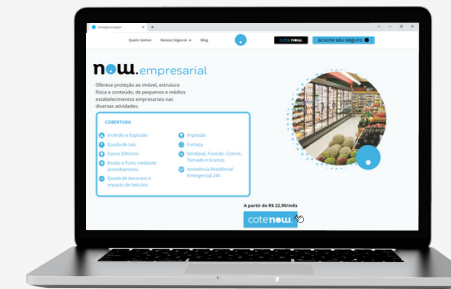 Quem Somos Nossos Seguros Blog
cotenow. acione seu seguro
now.empresarial
Oferece proteção ao imóvel, estrutura
física e conteúdo, de pequenos e médios
estabelecimentos empresariais nas
diversas atividades.
COBERTURA
Incêndio e Explosão
Queda de raio
Danos Elétricos
Roubo e Furto mediante
arrombamento
Queda de Aeronave e
Impacto de Veículos
Implosão
Fumaça
Vendaval, Furacão, Ciclone,
Tornado e Granizo
Assistência Residêncial
Emergencial 24h
A partir de R$ 22,98/mês
cotenow.